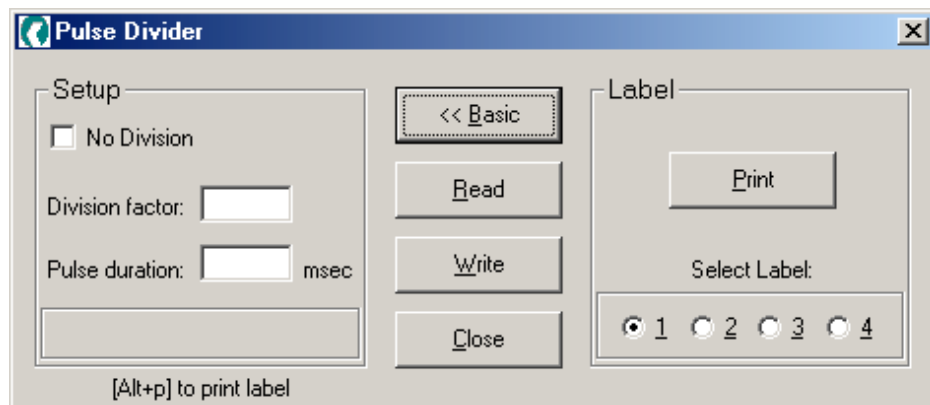 Pulse Divider
Setup
No Division
Division factor:
Pulse duration: msec
[Alt+p] to print label
<< Basic
Read
Write
Close
Label
Print
Select Label:
1 2 3 4